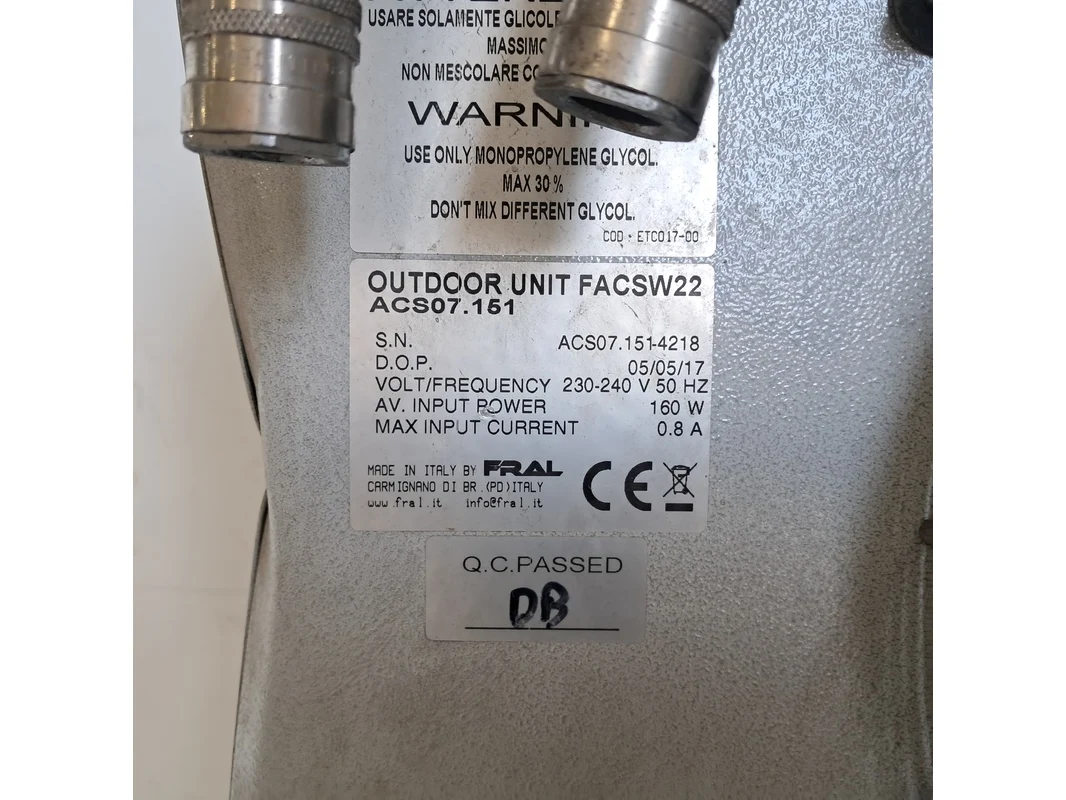 USARE SOLAMENTE
MASSIMO
NON MESCOLARE
USE ONLY MONOPROPYLENE GLYCOL.
MAX 30 %
DON'T MIX DIFFERENT GLYCOL.
COD - ETC017-00
OUTDOOR UNIT FACSW22
ACS07.151
S.N. ACS07.151-4218
D.O.P. 05/05/17
VOLT/FREQUENCY 230-240 V 50 HZ
AV. INPUT POWER 160 W
MAX INPUT CURRENT 0.8 A
MADE IN ITALY BY FRAL
CARMIGNANO DI BR.(PD)ITALY
www.fral.it info@fral.it
CE
Q.C.PASSED
DB